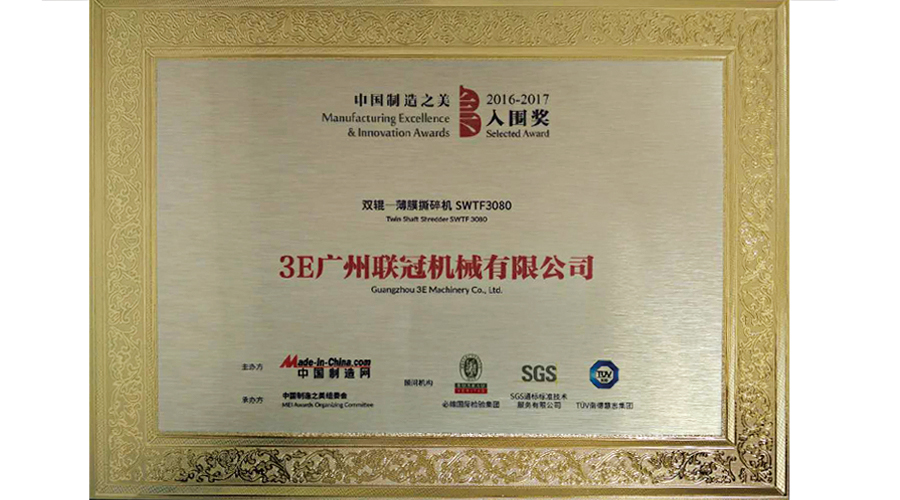 中国制造之美
Manufacturing Excellence
& Innovation Awards
2016-2017
入围奖
Selected Award
双辊—薄膜撕碎机 SWTF3080
Twin Shaft Shredder SWTF 3080
3E广州联冠机械有限公司
Guangzhou 3E Machinery Co., Ltd.
主办方
Made-in-China.com
中国制造网
承办方
中国制造之美组委会
MEI Awards Organizing Committee
顾问机构
必维国际检验集团
SGS
SGS通标标准技术
服务有限公司
TÜV
TÜV南德意志集团